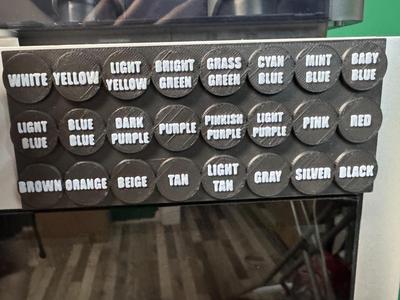 WHITE YELLOW LIGHT YELLOW BRIGHT GREEN GRASS GREEN CYAN BLUE MINT BLUE BABY BLUE
LIGHT BLUE BLUE BLUE DARK PURPLE PURPLE PINKISH PURPLE LIGHT PURPLE PINK RED
BROWN ORANGE BEIGE TAN LIGHT TAN GRAY SILVER BLACK